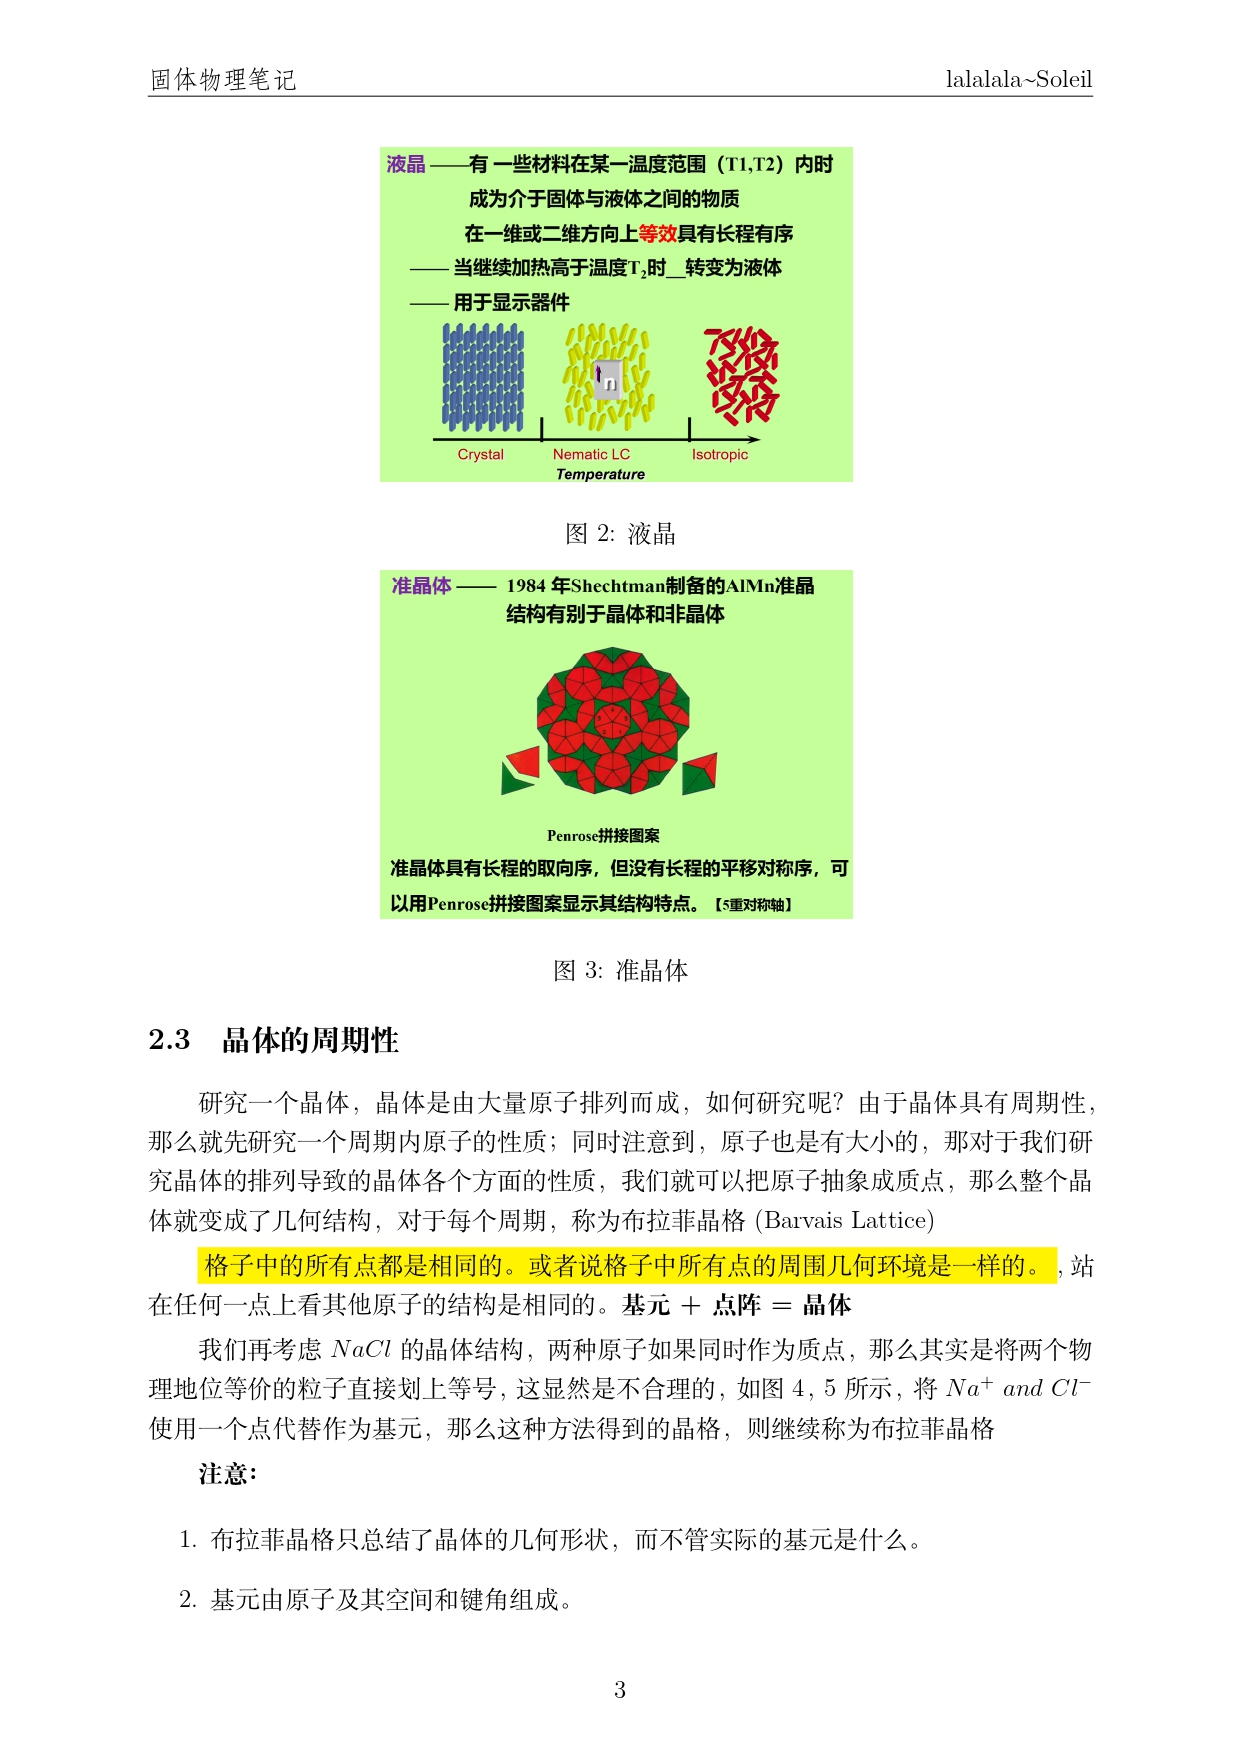 固体物理笔记 lalalala~Soleil
液晶 ——有 一些材料在某一温度范围（T1,T2）内时
成为介于固体与液体之间的物质
在一维或二维方向上等效具有长程有序
—— 当继续加热高于温度T₂时__转变为液体
—— 用于显示器件
n
Crystal Nematic LC Isotropic
Temperature
图 2: 液晶
准晶体 —— 1984 年Shechtman制备的AlMn准晶
结构有别于晶体和非晶体
Penrose拼接图案
准晶体具有长程的取向序，但没有长程的平移对称序，可
以用Penrose拼接图案显示其结构特点。【5重对称轴】
图 3: 准晶体
2.3 晶体的周期性
研究一个晶体，晶体是由大量原子排列而成，如何研究呢？由于晶体具有周期性，
那么就先研究一个周期内原子的性质；同时注意到，原子也是有大小的，那对于我们研
究晶体的排列导致的晶体各个方面的性质，我们就可以把原子抽象成质点，那么整个晶
体就变成了几何结构，对于每个周期，称为布拉菲晶格 (Barvais Lattice)
格子中的所有点都是相同的。或者说格子中所有点的周围几何环境是一样的。, 站
在任何一点上看其他原子的结构是相同的。基元 + 点阵 = 晶体
我们再考虑 NaCl 的晶体结构，两种原子如果同时作为质点，那么其实是将两个物
理地位等价的粒子直接划上等号，这显然是不合理的，如图 4, 5 所示，将 Na⁺ and Cl⁻
使用一个点代替作为基元，那么这种方法得到的晶格，则继续称为布拉菲晶格
注意：
1. 布拉菲晶格只总结了晶体的几何形状，而不管实际的基元是什么。
2. 基元由原子及其空间和键角组成。
3